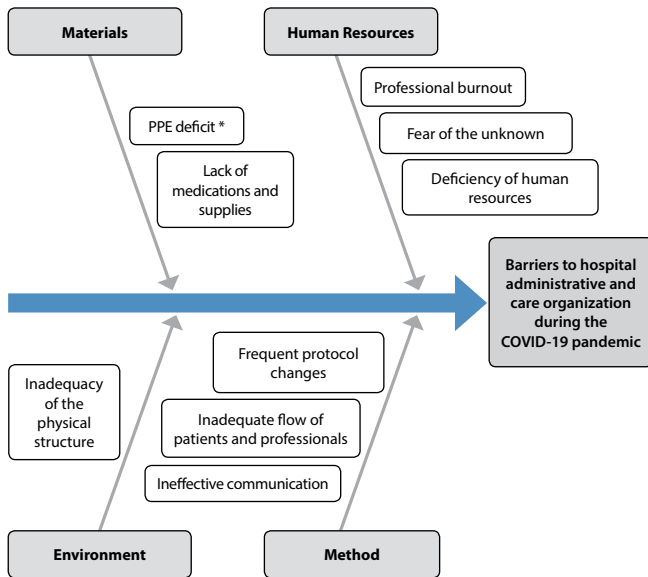 Materials
Human Resources
Professional burnout
PPE deficit *
Fear of the unknown
Lack of
medications and
supplies
Deficiency of human
resources
Barriers to hospital
administrative and
care organization
during the
COVID-19 pandemic
Frequent protocol
changes
Inadequacy
of the
physical
structure
Inadequate flow of
patients and professionals
Ineffective communication
Environment
Method